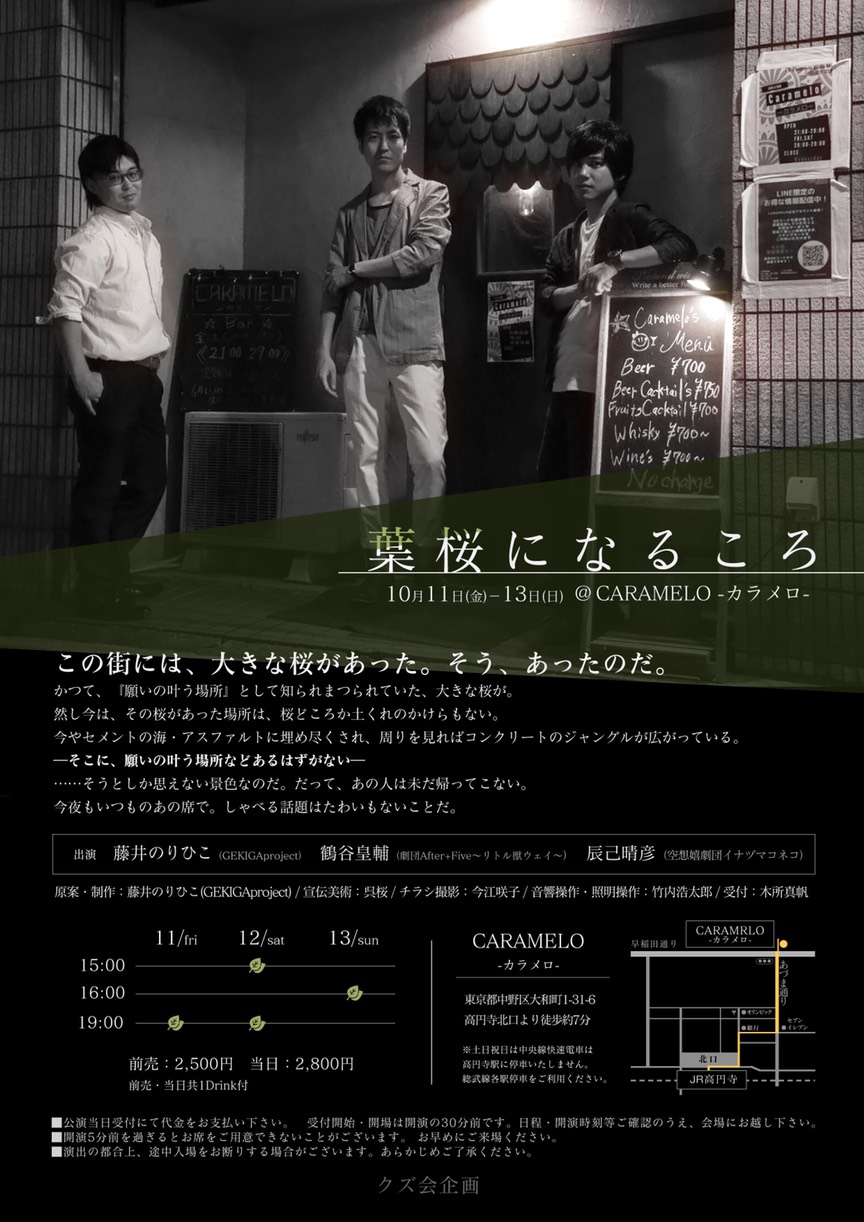 Caramelo
-カラメロ-
OPEN
21:00-29:00
FRI,SAT
20:00-29:00
CLOSE
LINE限定の
お得な情報配信中!
CARAMELO
☆ Bar ☆
《21:00 29:00》
FUJITSU
Caramelo
Write a better
Caramelo's
Menu
Beer ¥700
Beer Cocktail's ¥750
Fruits Cocktail ¥700
Whisky ¥700~
Wine's ¥700~
No charge
葉桜になるころ
10月11日(金)−13日(日) @CARAMELO -カラメロ-
この街には、大きな桜があった。そう、あったのだ。
かつて、『願いの叶う場所』として知られまつられていた、大きな桜が。
然し今は、その桜があった場所は、桜どころか土くれのかけらもない。
今やセメントの海・アスファルトに埋め尽くされ、周りを見ればコンクリートのジャングルが広がっている。
―そこに、願いの叶う場所などあるはずがない―
……そうとしか思えない景色なのだ。だって、あの人は未だ帰ってこない。
今夜もいつものあの席で。しゃべる話題はたわいもないことだ。
出演 藤井のりひこ (GEKIGAproject) 鶴谷皇輔 (劇団After+Five〜リトル獣ウェイ〜) 辰己晴彦 (空想嬉劇団イナヅマコネコ)
原案・制作:藤井のりひこ(GEKIGAproject) / 宣伝美術:呉桜 / チラシ撮影:今江咲子 / 音響操作・照明操作:竹内浩太郎 / 受付:木所真帆
11/fri 12/sat 13/sun
15:00
16:00
19:00
前売:2,500円 当日:2,800円
前売・当日共1Drink付
CARAMELO
-カラメロ-
東京都中野区大和町1-31-6
高円寺北口より徒歩約7分
※土日祝日は中央線快速電車は
高円寺駅に停車いたしません。
総武線各駅停車をご利用ください。
CARAMRLO
-カラメロ-
早稲田通り
あづま通り
オリンピック
銀行
セブン
イレブン
北口
JR高円寺
■公演当日受付にて代金をお支払い下さい。 受付開始・開場は開演の30分前です。日程・開演時刻等ご確認のうえ、会場にお越し下さい。
■開演5分前を過ぎるとお席をご用意できないことがございます。 お早めにご来場ください。
■演出の都合上、途中入場をお断りする場合がございます。あらかじめご了承ください。
クズ会企画